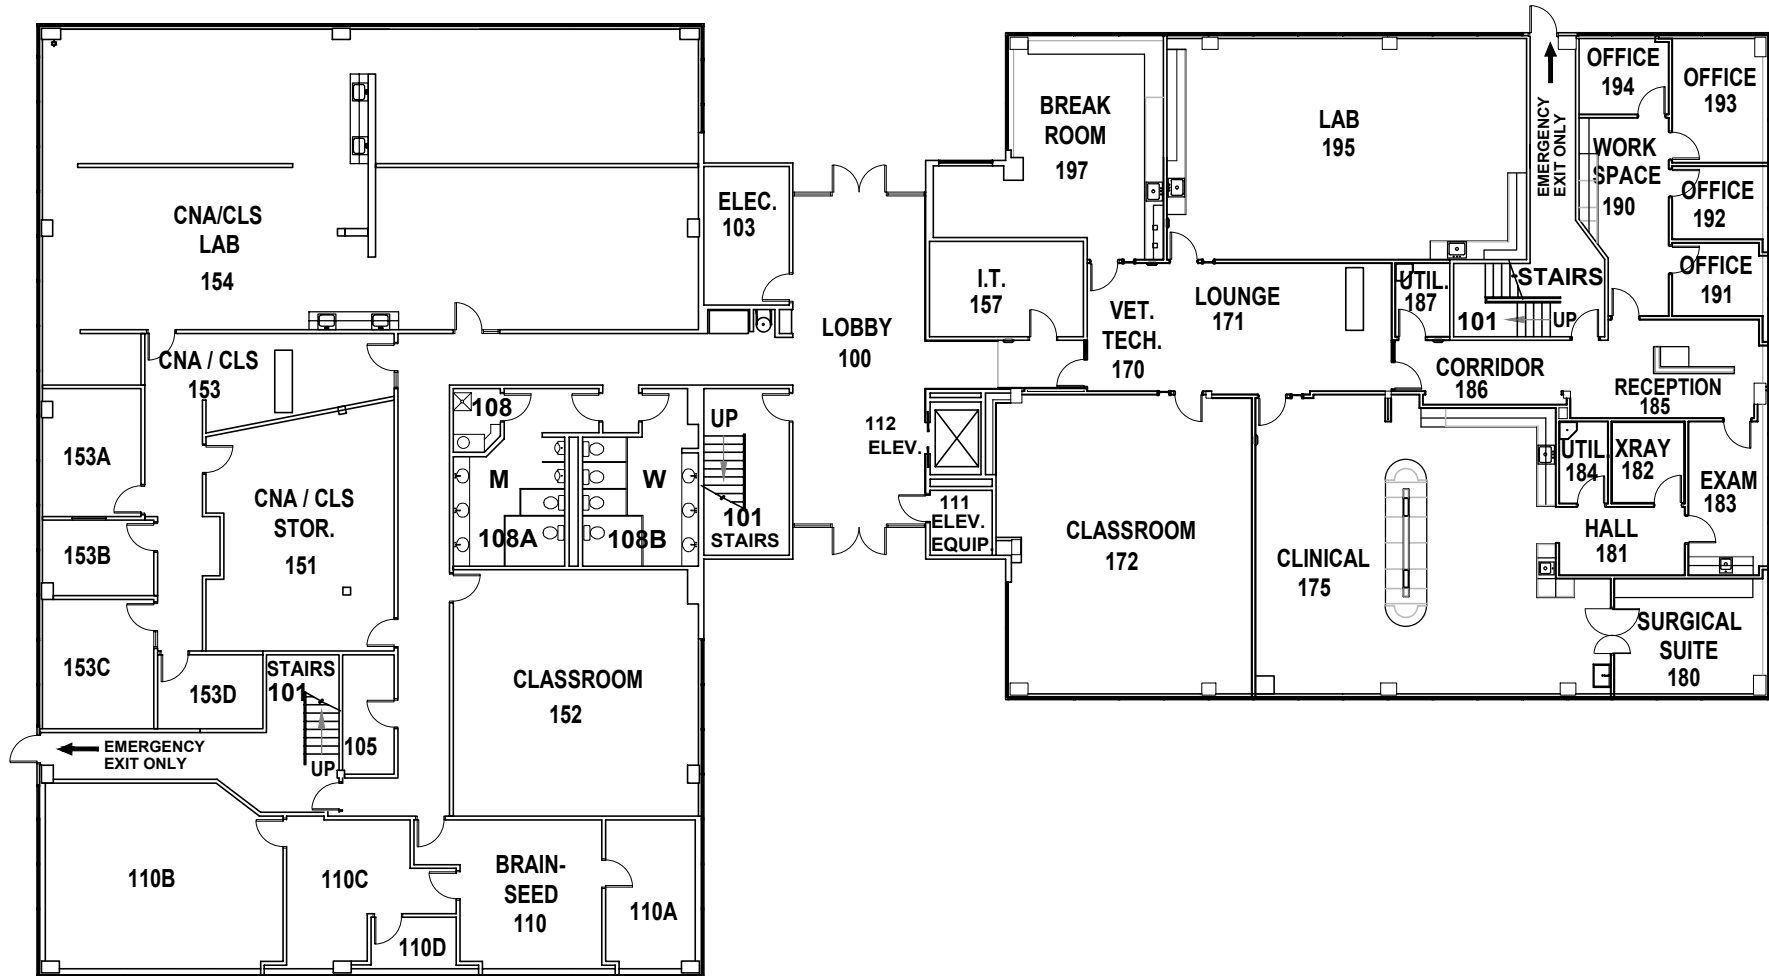 CNA/CLS
LAB
154
ELEC.
103
LOBBY
100
CNA / CLS
153
153A
153B
153C
153D
CNA / CLS
STOR.
151
108
M
108A
W
108B
UP
101
STAIRS
CLASSROOM
152
STAIRS
101
UP
105
EMERGENCY
EXIT ONLY
110B
110C
110D
BRAIN-
SEED
110
110A
BREAK
ROOM
197
I.T.
157
VET.
TECH.
170
LOUNGE
171
LAB
195
EMERGENCY
EXIT ONLY
OFFICE
194
OFFICE
193
WORK
SPACE
190
OFFICE
192
OFFICE
191
UTIL.
187
STAIRS
101
UP
CORRIDOR
186
RECEPTION
185
112
ELEV.
111
ELEV.
EQUIP.
CLASSROOM
172
CLINICAL
175
UTIL.
184
XRAY
182
EXAM
183
HALL
181
SURGICAL
SUITE
180